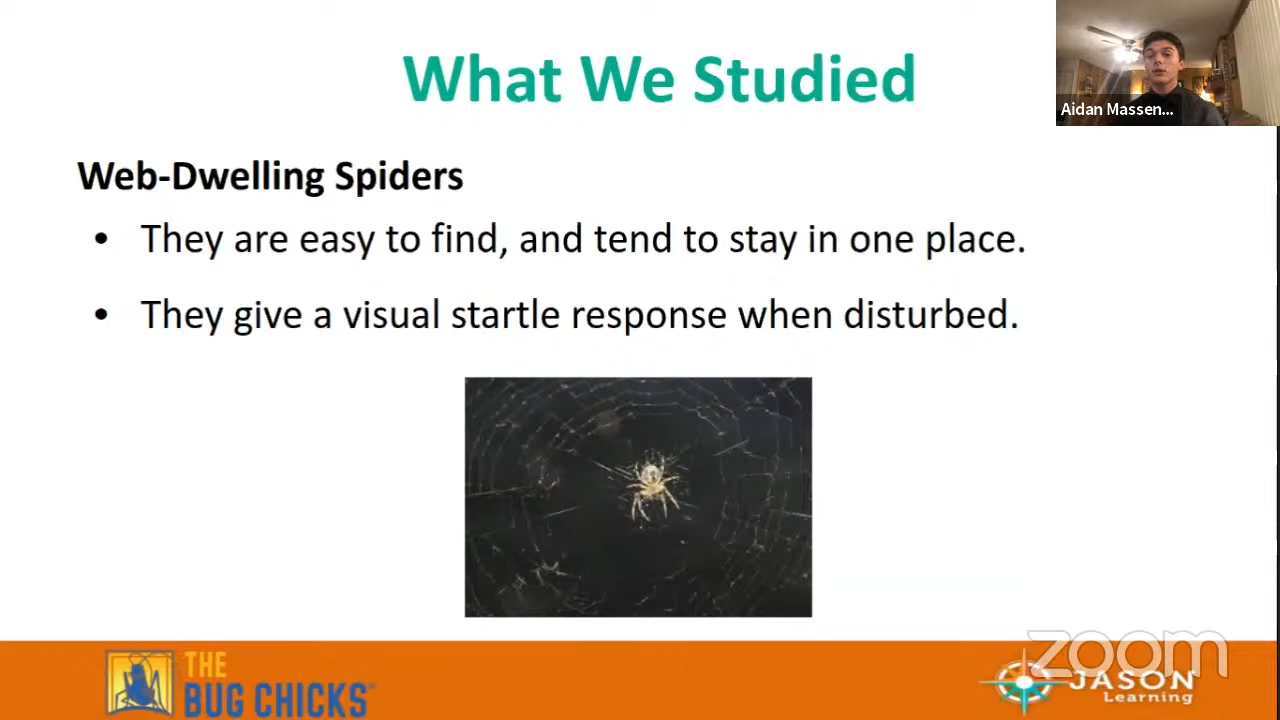 What We Studied
Aidan Massen...
Web-Dwelling Spiders
• They are easy to find, and tend to stay in one place.
• They give a visual startle response when disturbed.
THE
BUG CHICKS
zoom
JASON
Learning